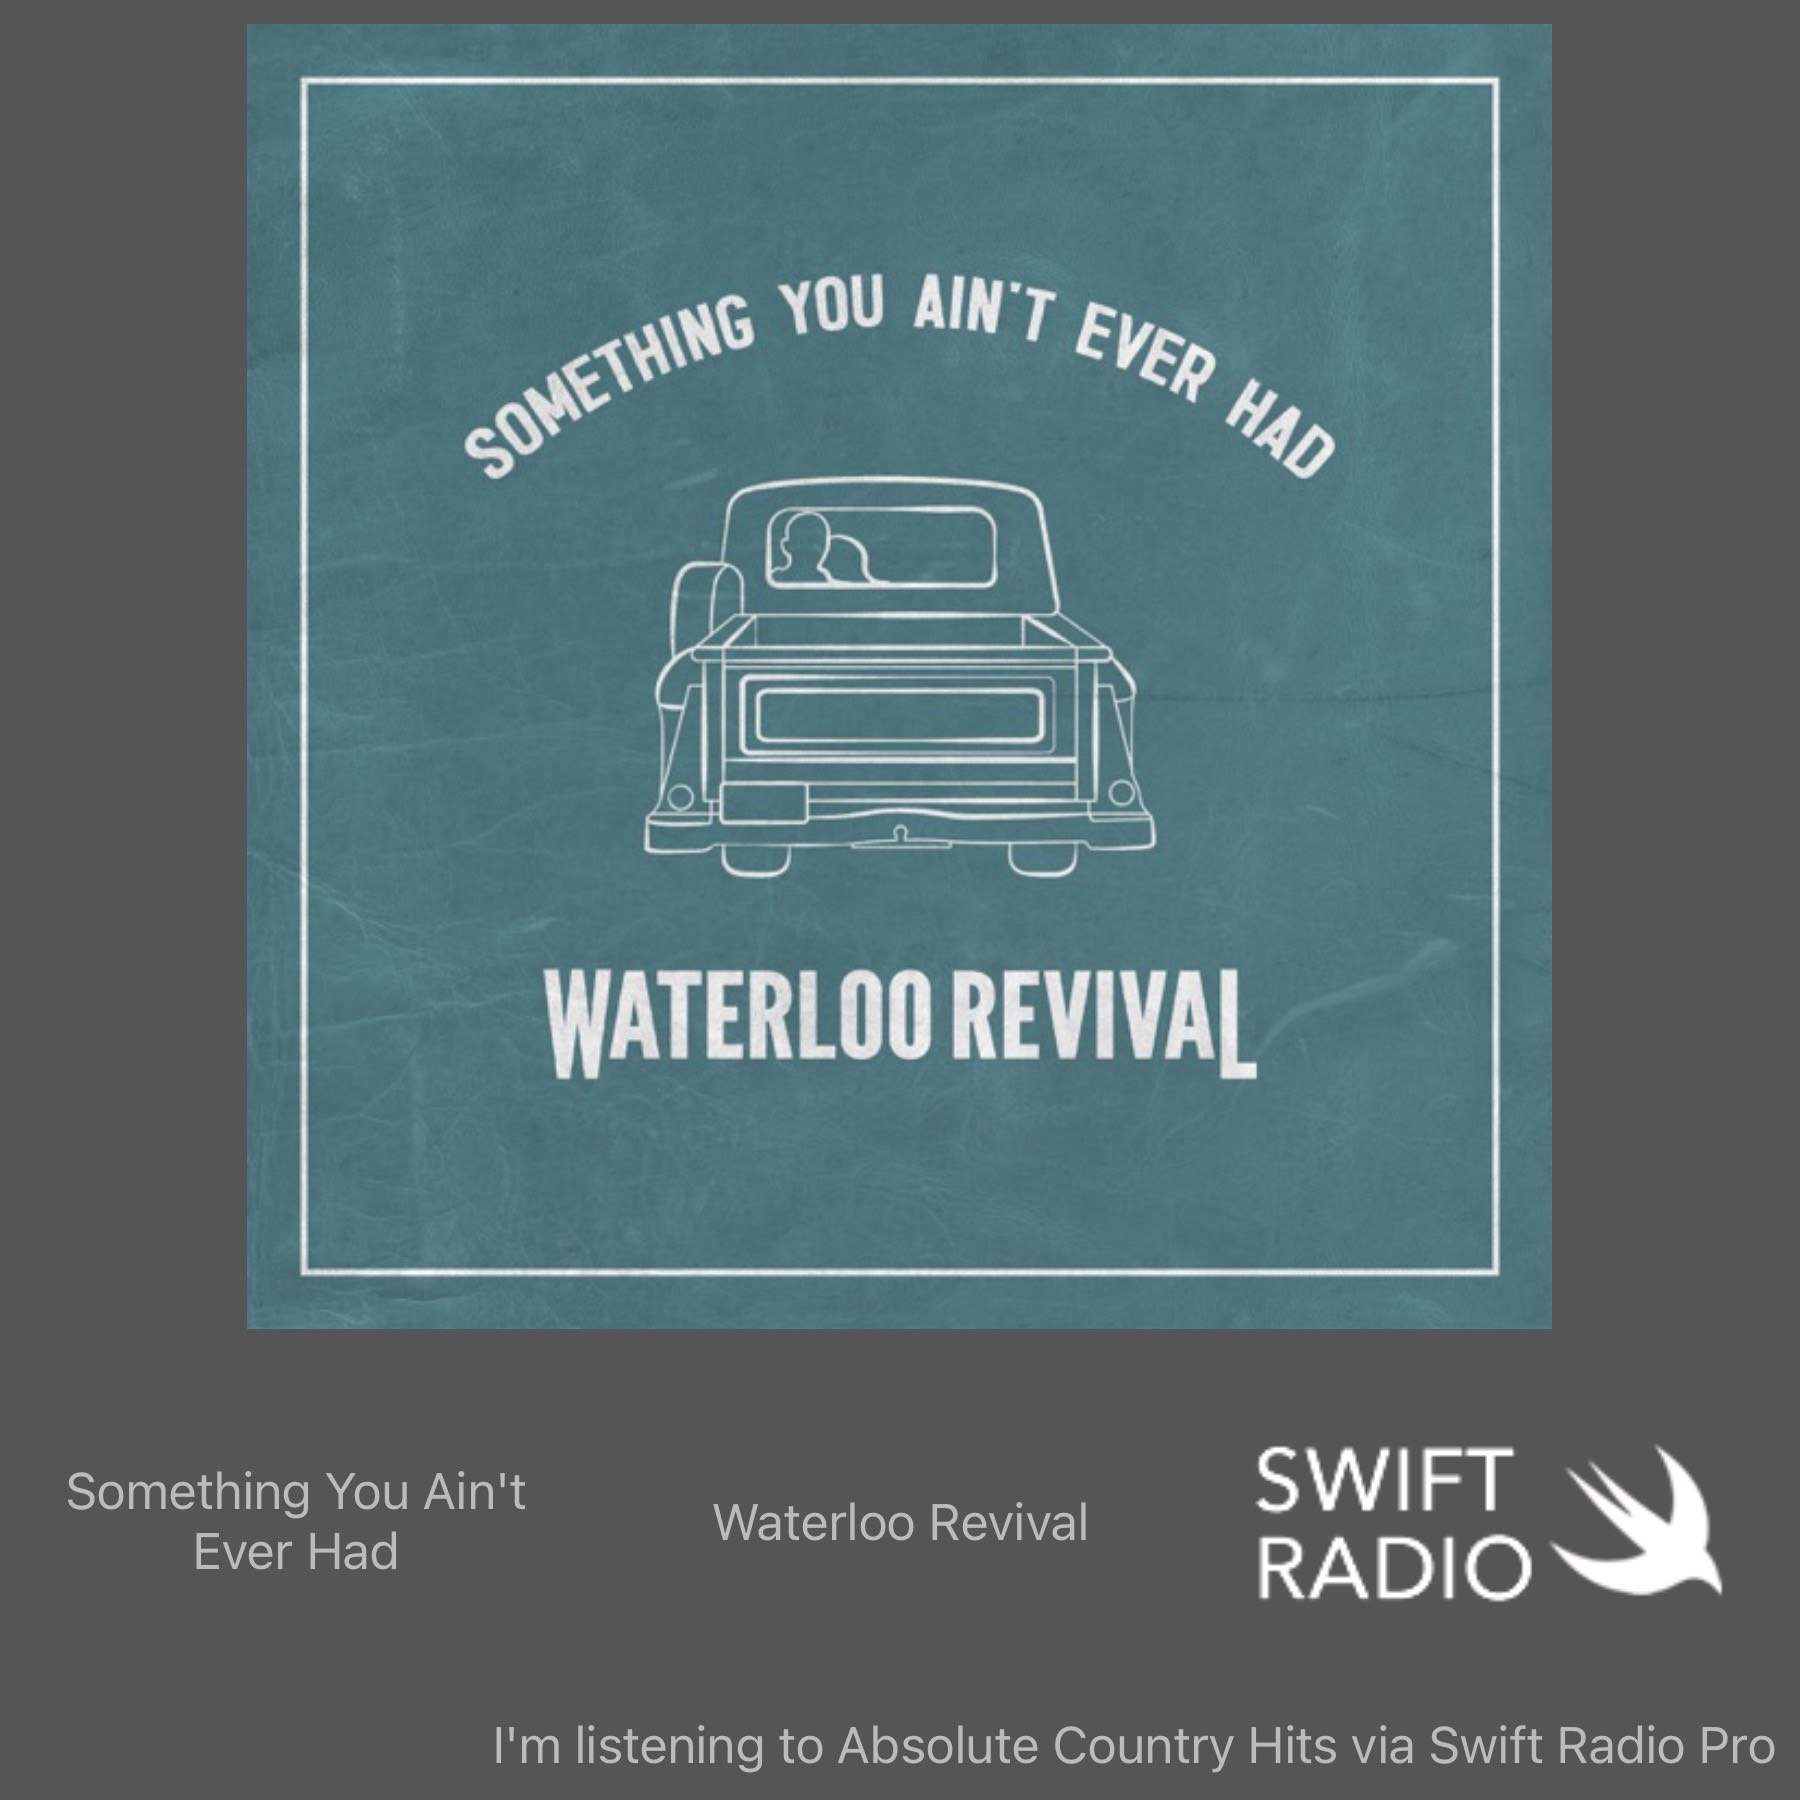 SOMETHING YOU AIN'T EVER HAD
WATERLOO REVIVAL
Something You Ain't
Ever Had
Waterloo Revival
SWIFT
RADIO
I'm listening to Absolute Country Hits via Swift Radio Pro